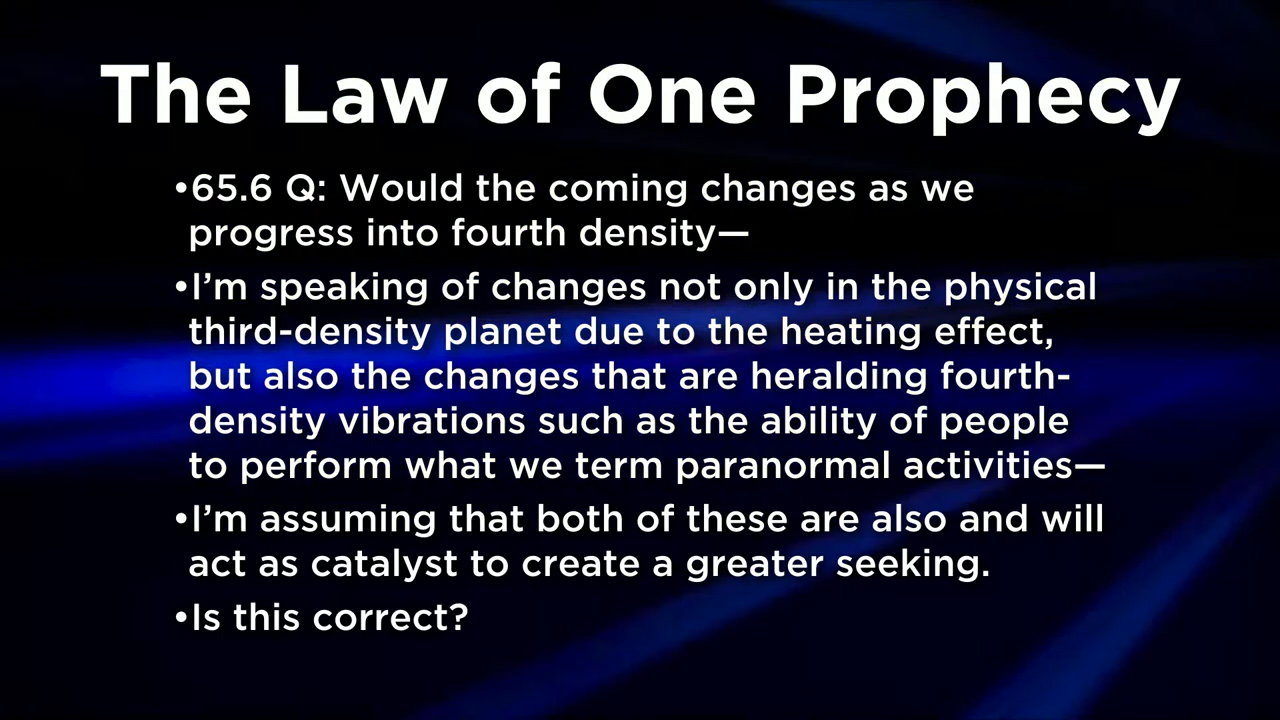 The Law of One Prophecy
•65.6 Q: Would the coming changes as we
progress into fourth density—
•I’m speaking of changes not only in the physical
third-density planet due to the heating effect,
but also the changes that are heralding fourth-
density vibrations such as the ability of people
to perform what we term paranormal activities—
•I’m assuming that both of these are also and will
act as catalyst to create a greater seeking.
•Is this correct?